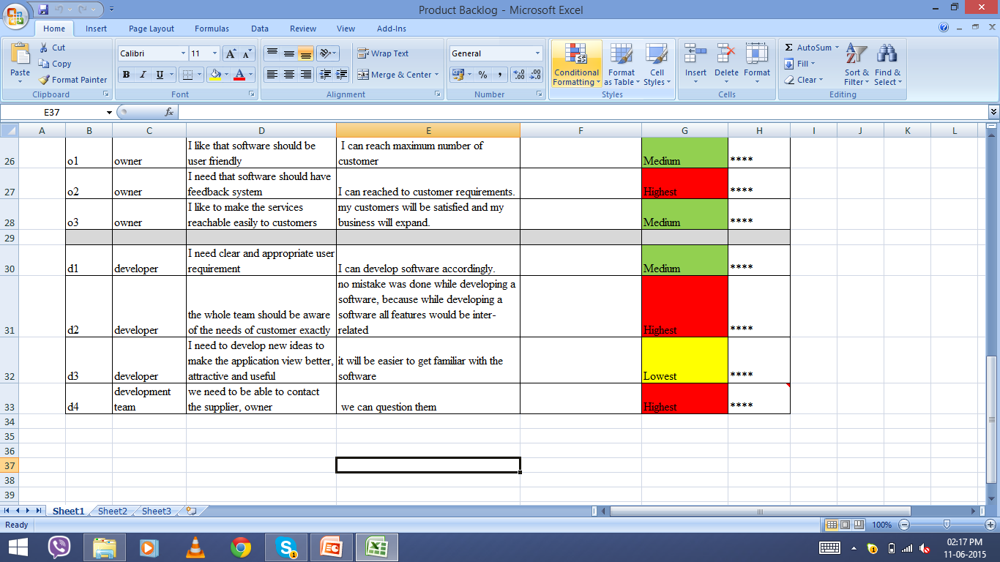 Product Backlog - Microsoft Excel
Home Insert Page Layout Formulas Data Review View Add-Ins
Paste
Cut
Copy
Format Painter
Clipboard
Calibri 11
B I U
Font
Wrap Text
Merge & Center
Alignment
General
% ,
Number
Conditional Formatting
Format as Table
Cell Styles
Styles
Insert Delete Format
Cells
Σ AutoSum
Fill
Clear
Sort & Filter
Find & Select
Editing
E37 fx
A B C D E F G H I J K L
26 o1 owner I like that software should be user friendly I can reach maximum number of customer Medium ****
27 o2 owner I need that software should have feedback system I can reached to customer requirements. Highest ****
28 o3 owner I like to make the services reachable easily to customers my customers will be satisfied and my business will expand. Medium ****
29
30 d1 developer I need clear and appropriate user requirement I can develop software accordingly. Medium ****
31 d2 developer the whole team should be aware of the needs of customer exactly no mistake was done while developing a software, because while developing a software all features would be inter-related Highest ****
32 d3 developer I need to develop new ideas to make the application view better, attractive and useful it will be easier to get familiar with the software Lowest ****
33 d4 development team we need to be able to contact the supplier, owner we can question them Highest ****
34
35
36
37
38
39
Sheet1 Sheet2 Sheet3
Ready 100%
02:17 PM
11-06-2015